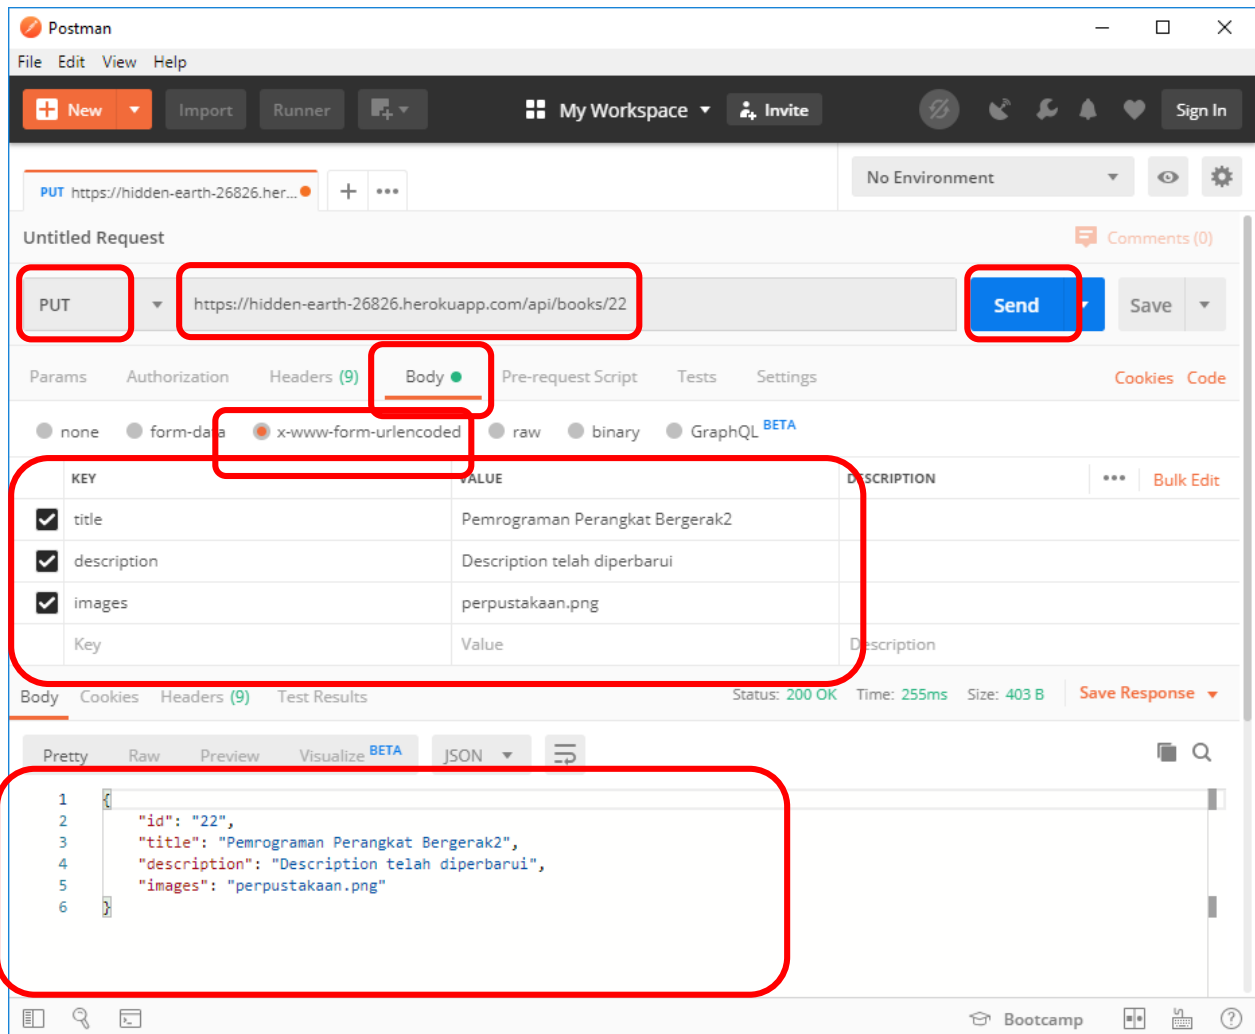 Postman
File Edit View Help
New Import Runner My Workspace Invite Sign In
PUT https://hidden-earth-26826.her... No Environment
Untitled Request Comments (0)
PUT https://hidden-earth-26826.herokuapp.com/api/books/22 Send Save
Params Authorization Headers (9) Body Pre-request Script Tests Settings Cookies Code
none form-data x-www-form-urlencoded raw binary GraphQL BETA
KEY VALUE DESCRIPTION Bulk Edit
title Pemrograman Perangkat Bergerak2
description Description telah diperbarui
images perpustakaan.png
Key Value Description
Body Cookies Headers (9) Test Results Status: 200 OK Time: 255ms Size: 403 B Save Response
Pretty Raw Preview Visualize BETA JSON
1 {
2 "id": "22",
3 "title": "Pemrograman Perangkat Bergerak2",
4 "description": "Description telah diperbarui",
5 "images": "perpustakaan.png"
6 }
Bootcamp